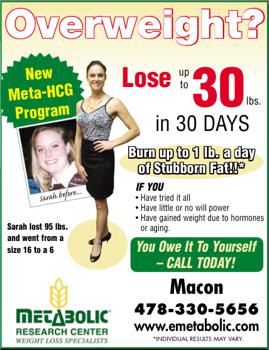 Overweight?
New
Meta-HCG
Program
Lose up to 30 lbs.
in 30 DAYS
Burn up to 1 lb. a day
of Stubborn Fat!!*
sarah before...
IF YOU
• Have tried it all
• Have little or no will power
• Have gained weight due to hormones
or aging.
Sarah lost 95 lbs.
and went from a
size 16 to a 6
You Owe It To Yourself
– CALL TODAY!
METABOLIC®
RESEARCH CENTER
WEIGHT LOSS SPECIALISTS
Macon
478-330-5656
www.emetabolic.com
*INDIVIDUAL RESULTS MAY VARY.